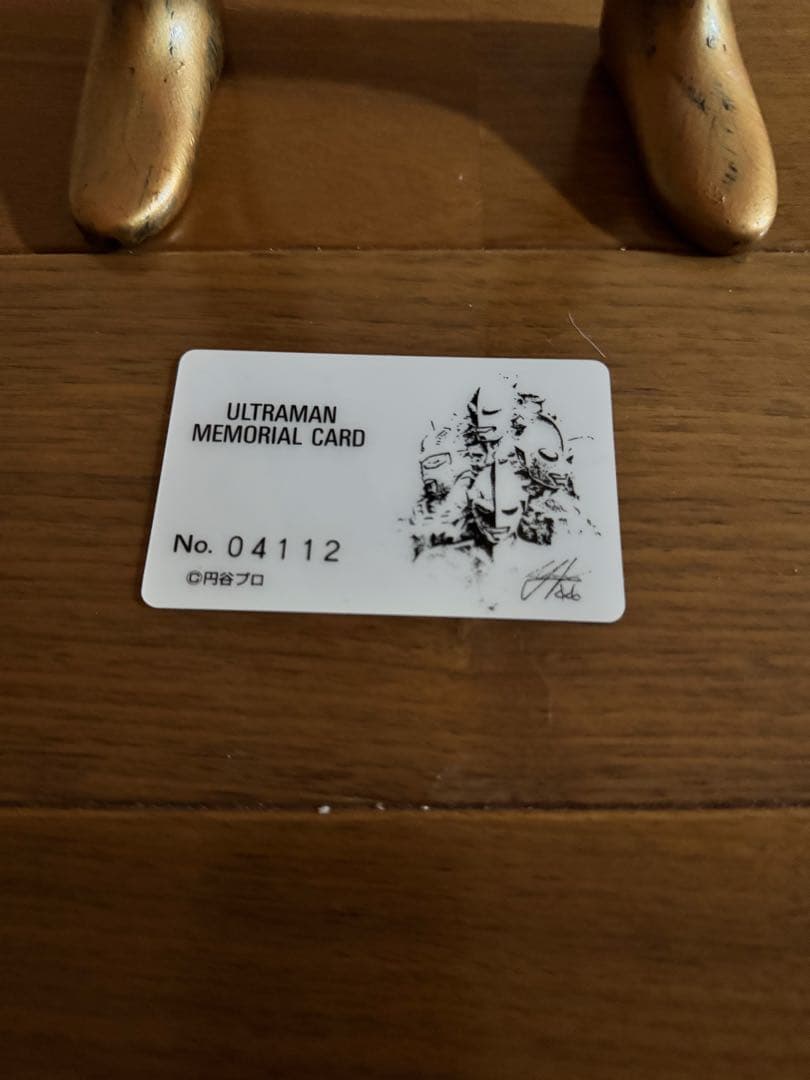 ULTRAMAN
MEMORIAL CARD
No. 04112
©円谷プロ